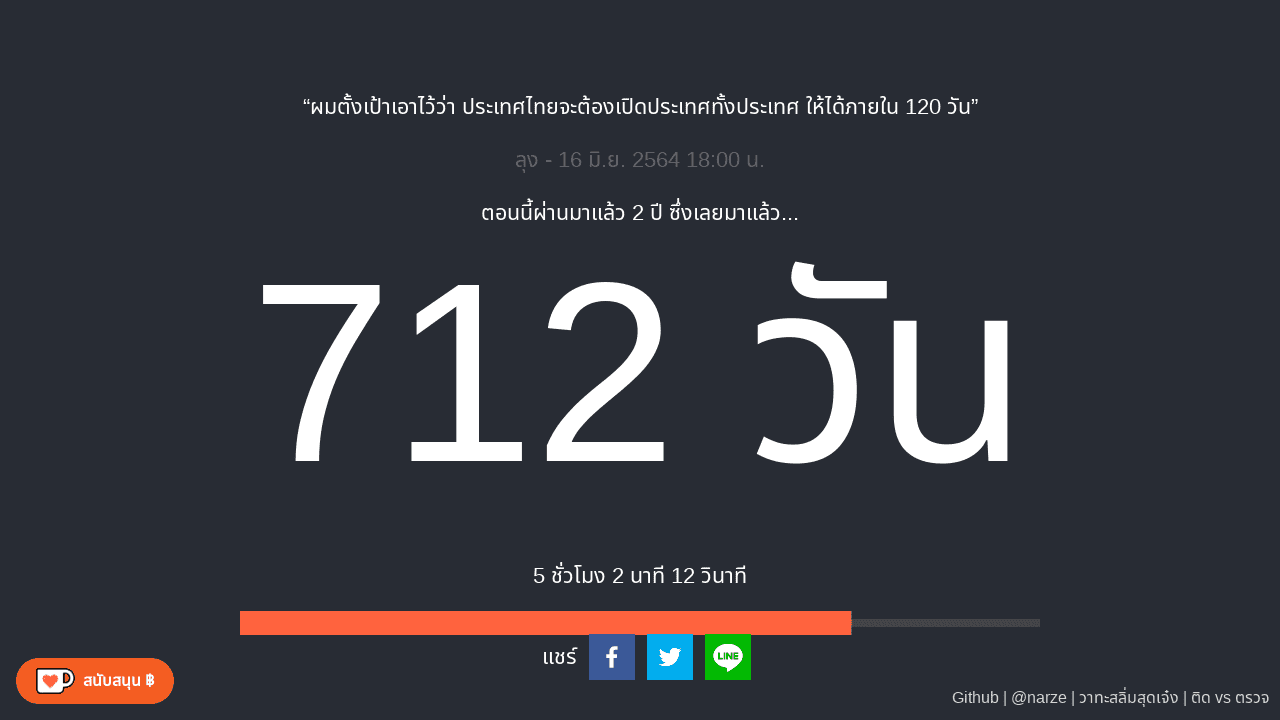 “ผมตั้งเป้าเอาไว้ว่า ประเทศไทยจะต้องเปิดประเทศทั้งประเทศ ให้ได้ภายใน 120 วัน”
ลุง - 16 มิ.ย. 2564 18:00 น.
ตอนนี้ผ่านมาแล้ว 2 ปี ซึ่งเลยมาแล้ว...
712 วัน
5 ชั่วโมง 2 นาที 12 วินาที
แชร์
LINE
สนับสนุน ฿
Github | @narze | วาทะสลิ่มสุดเจ๋ง | ติด vs ตรวจ